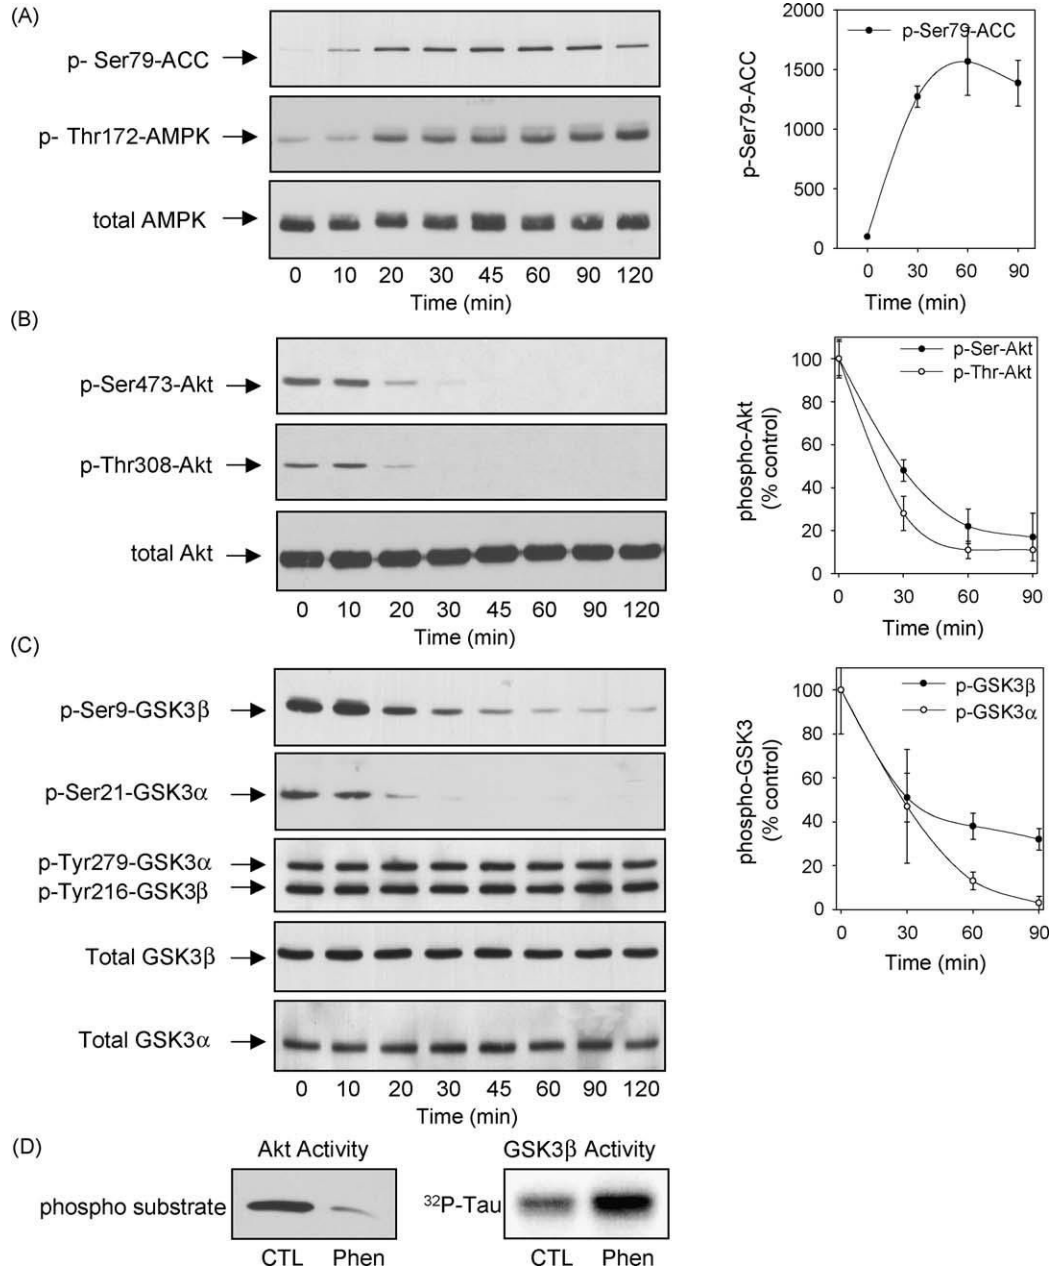 (A)
p- Ser79-ACC
p- Thr172-AMPK
total AMPK
0 10 20 30 45 60 90 120
Time (min)
p-Ser79-ACC
2000
1500
1000
500
0
p-Ser79-ACC
0 30 60 90
Time (min)
(B)
p-Ser473-Akt
p-Thr308-Akt
total Akt
0 10 20 30 45 60 90 120
Time (min)
p-Ser-Akt
p-Thr-Akt
phospho-Akt
(% control)
100
80
60
40
20
0
0 30 60 90
Time (min)
(C)
p-Ser9-GSK3β
p-Ser21-GSK3α
p-Tyr279-GSK3α
p-Tyr216-GSK3β
Total GSK3β
Total GSK3α
0 10 20 30 45 60 90 120
Time (min)
p-GSK3β
p-GSK3α
phospho-GSK3
(% control)
100
80
60
40
20
0
0 30 60 90
Time (min)
(D)
Akt Activity
phospho substrate
CTL Phen
GSK3β Activity
³²P-Tau
CTL Phen